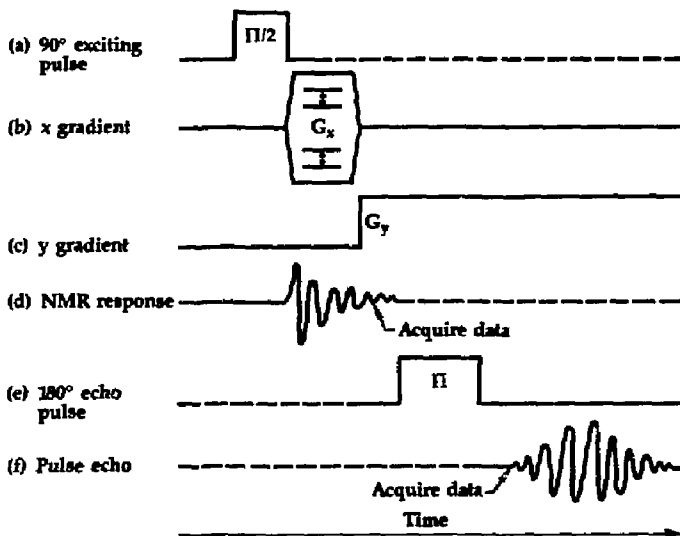 (a) 90° exciting
pulse
Π/2
(b) x gradient
Gx
(c) y gradient
Gy
(d) NMR response
Acquire data
(e) 180° echo
pulse
Π
(f) Pulse echo
Acquire data
Time